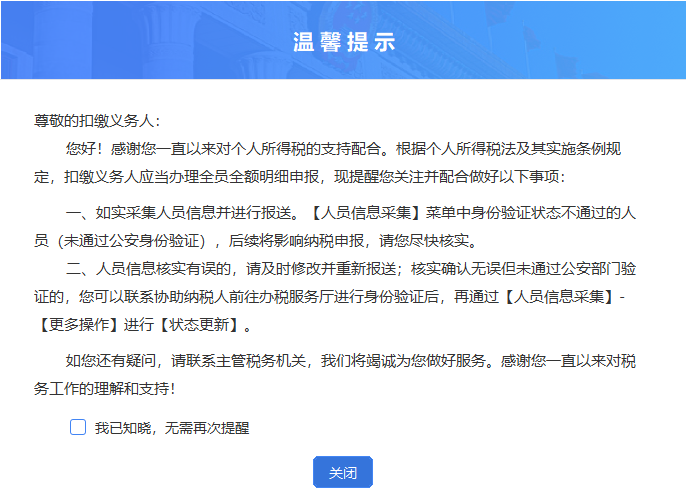 温馨提示
尊敬的扣缴义务人：
您好！感谢您一直以来对个人所得税的支持配合。根据个人所得税法及其实施条例规
定，扣缴义务人应当办理全员全额明细申报，现提醒您关注并配合做好以下事项：
一、如实采集人员信息并进行报送。【人员信息采集】菜单中身份验证状态不通过的人
员（未通过公安身份验证），后续将影响纳税申报，请您尽快核实。
二、人员信息核实有误的，请及时修改并重新报送；核实确认无误但未通过公安部门验
证的，您可以联系协助纳税人前往办税服务厅进行身份验证后，再通过【人员信息采集】-
【更多操作】进行【状态更新】。
如您还有疑问，请联系主管税务机关，我们将竭诚为您做好服务。感谢您一直以来对税
务工作的理解和支持！
我已知晓，无需再次提醒
关闭